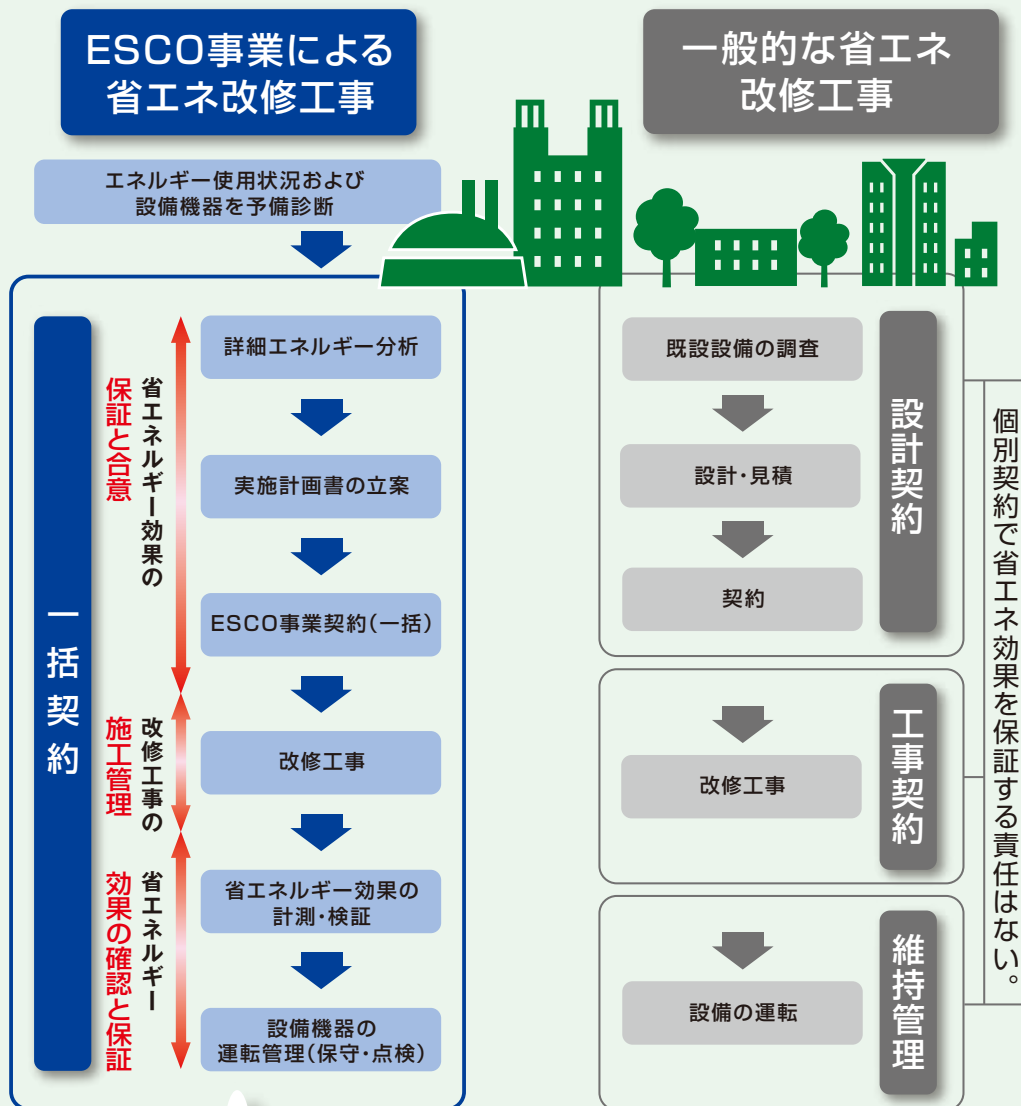 ESCO事業による
省エネ改修工事
エネルギー使用状況および
設備機器を予備診断
一括契約
省エネルギー効果の
保証と合意
改修工事の
施工管理
省エネルギー
効果の確認と保証
詳細エネルギー分析
実施計画書の立案
ESCO事業契約(一括)
改修工事
省エネルギー効果の
計測・検証
設備機器の
運転管理(保守・点検)
一般的な省エネ
改修工事
既設設備の調査
設計・見積
契約
設計契約
改修工事
工事契約
設備の運転
維持管理
個別契約で省エネ効果を保証する責任はない。